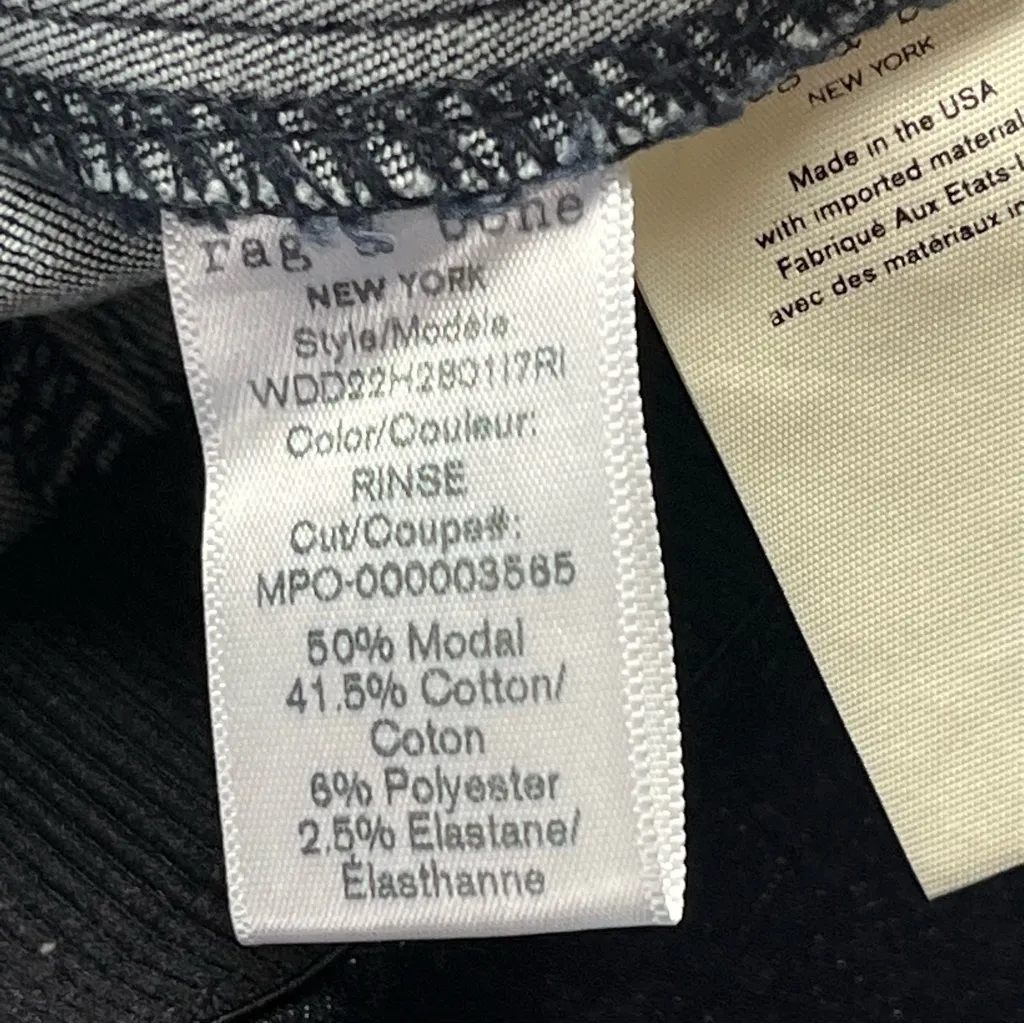 rag & bone
NEW YORK
Style/Modèle
WDD22H2801I7RI
Color/Couleur:
RINSE
Cut/Coupe#:
MPO-000003565
50% Modal
41.5% Cotton/
Coton
6% Polyester
2.5% Elastane/
Élasthanne
NEW YORK
Made in the USA
with imported material
Fabriqué Aux Etats-
avec des matériaux